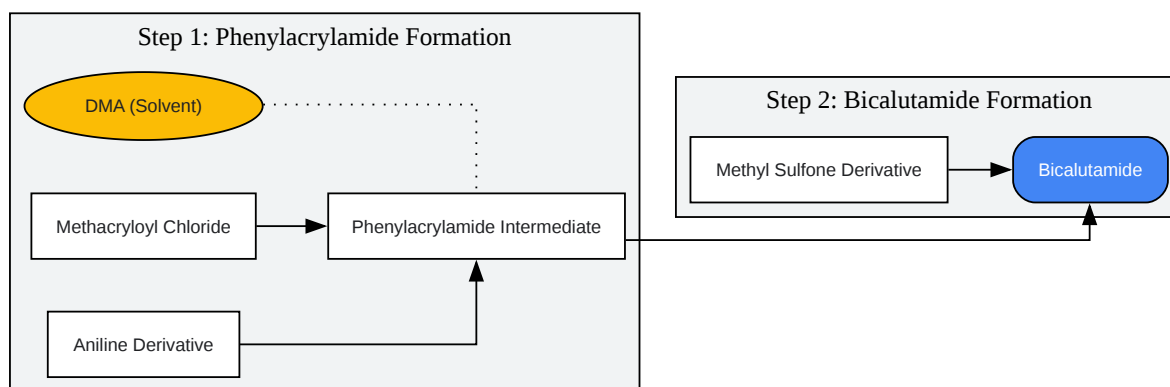 Step 1: Phenylacrylamide Formation
DMA (Solvent)
Methacryloyl Chloride
Phenylacrylamide Intermediate
Aniline Derivative
Step 2: Bicalutamide Formation
Methyl Sulfone Derivative
Bicalutamide